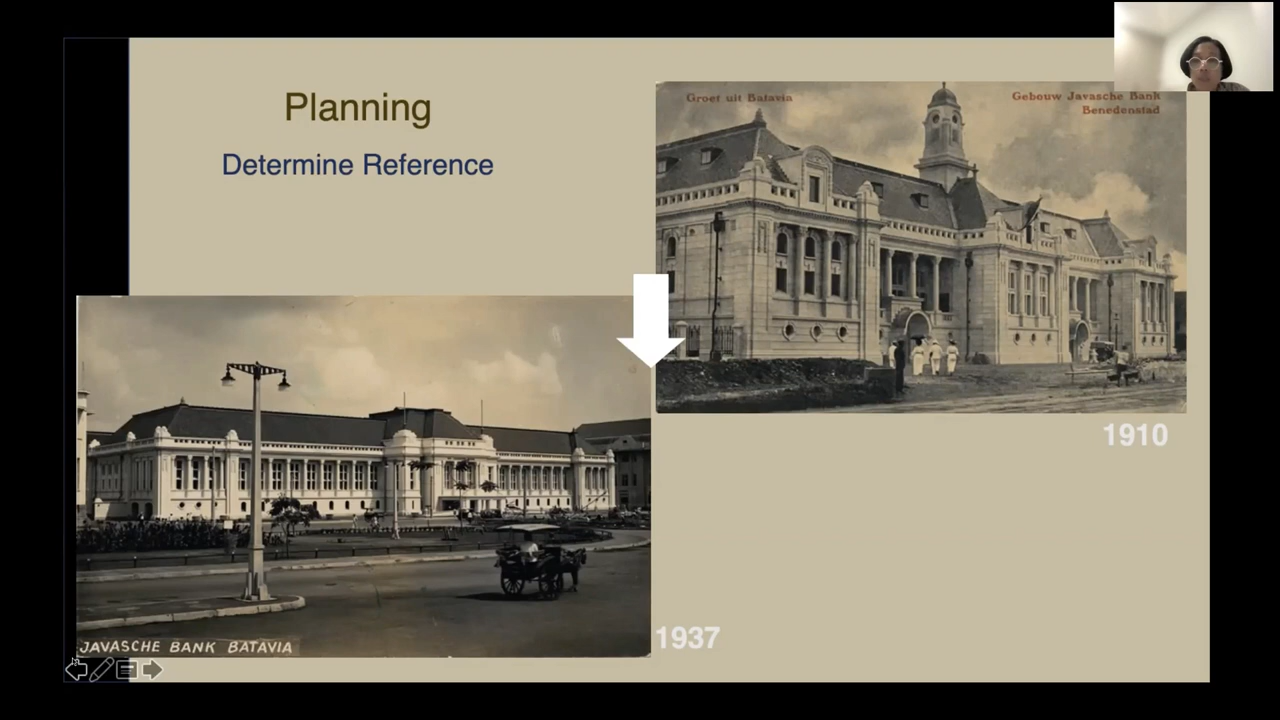 Planning
Determine Reference
Groet uit Batavia
Gebouw Javasche Bank
Benedenstad
1910
JAVASCHE BANK BATAVIA
1937